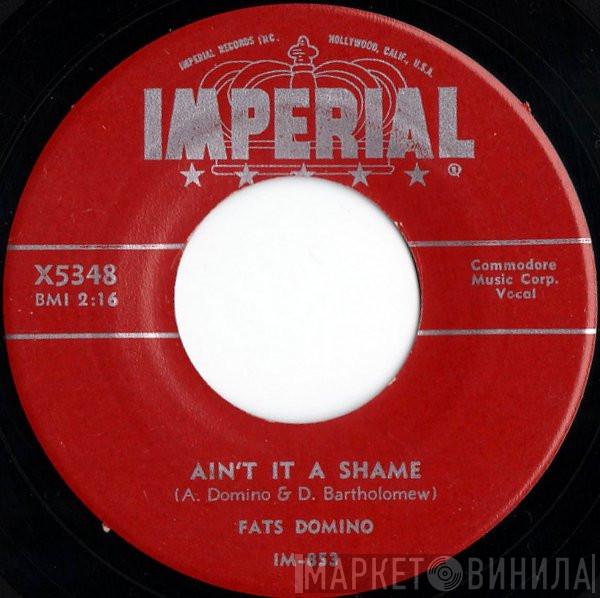 IMPERIAL RECORDS INC. HOLLYWOOD, CALIF., U.S.A.
IMPERIAL
®
X5348
BMI 2:16
Commodore
Music Corp.
Vocal
AIN'T IT A SHAME
(A. Domino & D. Bartholomew)
FATS DOMINO
IM-853
МАРКЕТ ВИНИЛА